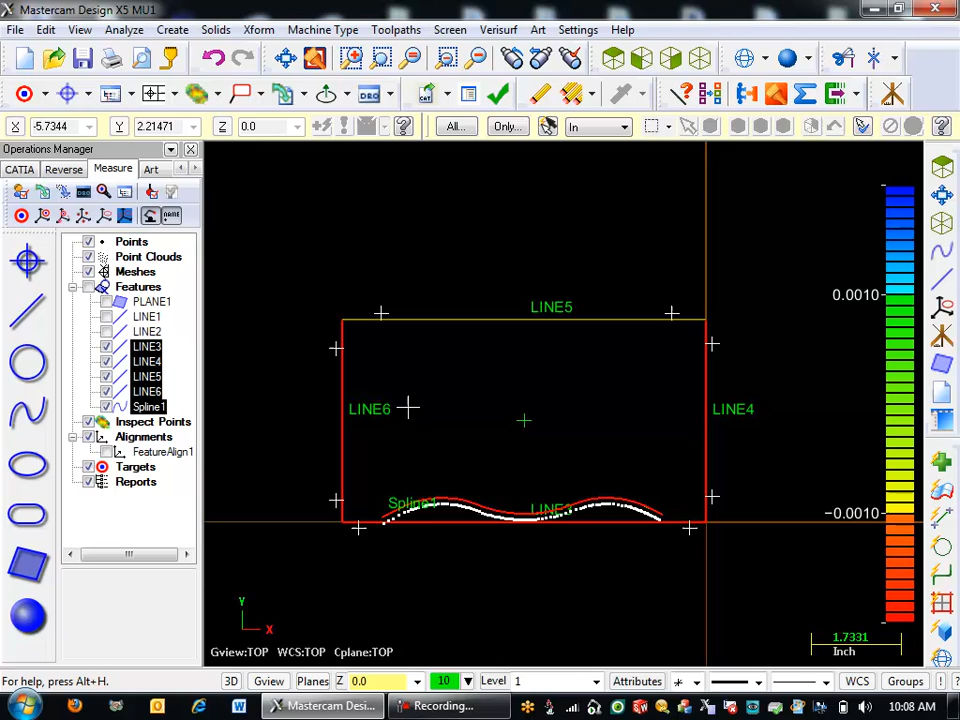 Mastercam Design X5 MU1
File Edit View Analyze Create Solids Xform Machine Type Toolpaths Screen Verisurf Art Settings Help
X -5.7344 Y 2.21471 Z 0.0 All... Only... In
Operations Manager
CATIA Reverse Measure Art
NAME
Points
Point Clouds
Meshes
Features
PLANE1
LINE1
LINE2
LINE3
LINE4
LINE5
LINE6
Spline1
Inspect Points
Alignments
FeatureAlign1
Targets
Reports
LINE5
LINE6
LINE4
Spline1
0.0010
-0.0010
Y
X
Gview:TOP WCS:TOP Cplane:TOP
1.7331
Inch
For help, press Alt+H. 3D Gview Planes Z 0.0 10 Level 1 Attributes WCS Groups
Mastercam Desi... Recording... 10:08 AM